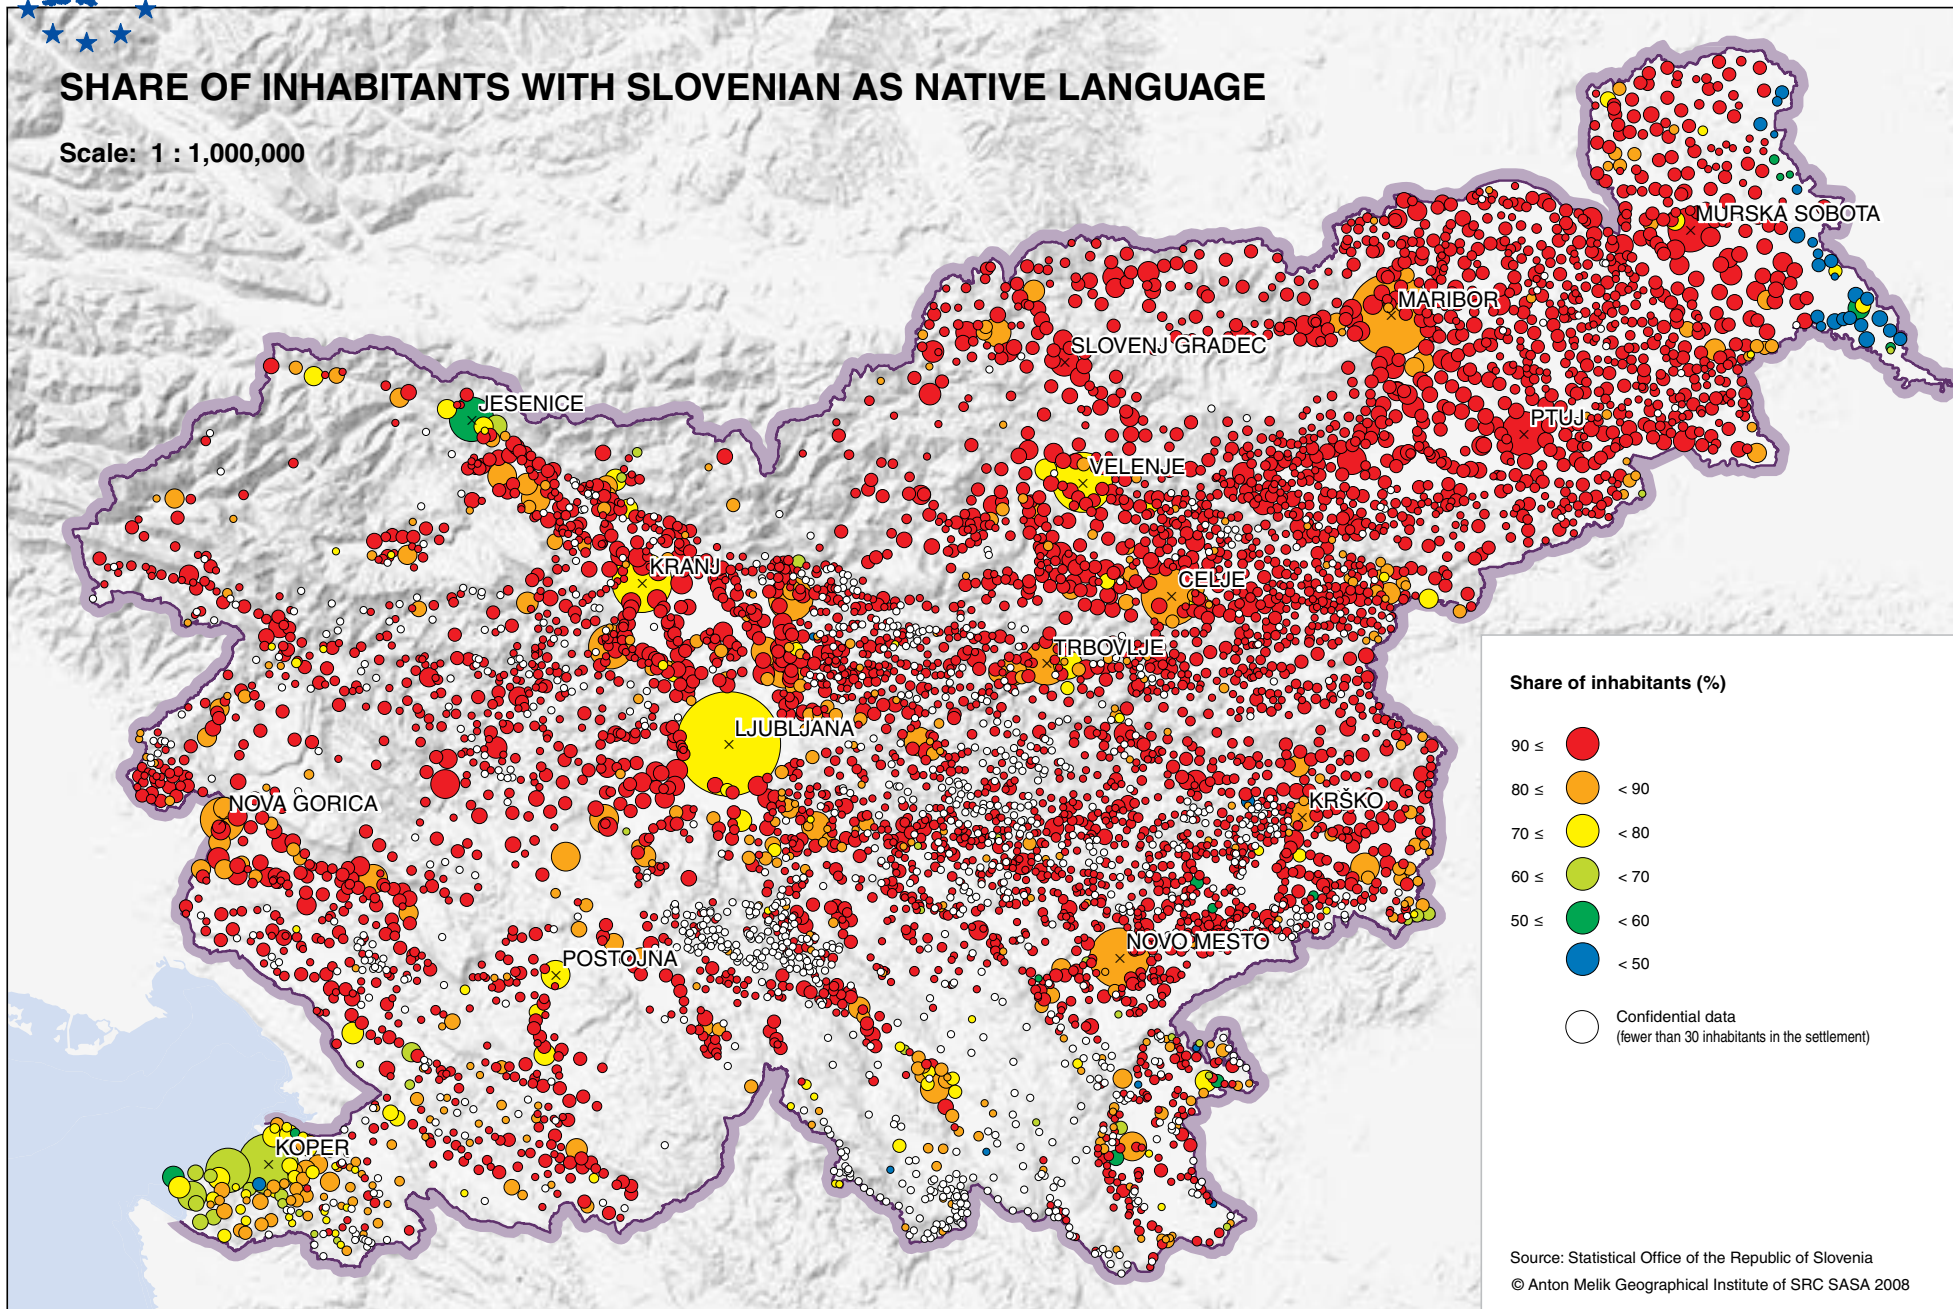 SHARE OF INHABITANTS WITH SLOVENIAN AS NATIVE LANGUAGE
Scale: 1 : 1,000,000
MURSKA SOBOTA
MARIBOR
SLOVENJ GRADEC
JESENICE
PTUJ
VELENJE
KRANJ
CELJE
TRBOVLJE
LJUBLJANA
NOVA GORICA
KRŠKO
NOVO MESTO
POSTOJNA
KOPER
Share of inhabitants (%)
90 ≤
80 ≤ < 90
70 ≤ < 80
60 ≤ < 70
50 ≤ < 60
< 50
Confidential data
(fewer than 30 inhabitants in the settlement)
Source: Statistical Office of the Republic of Slovenia
© Anton Melik Geographical Institute of SRC SASA 2008